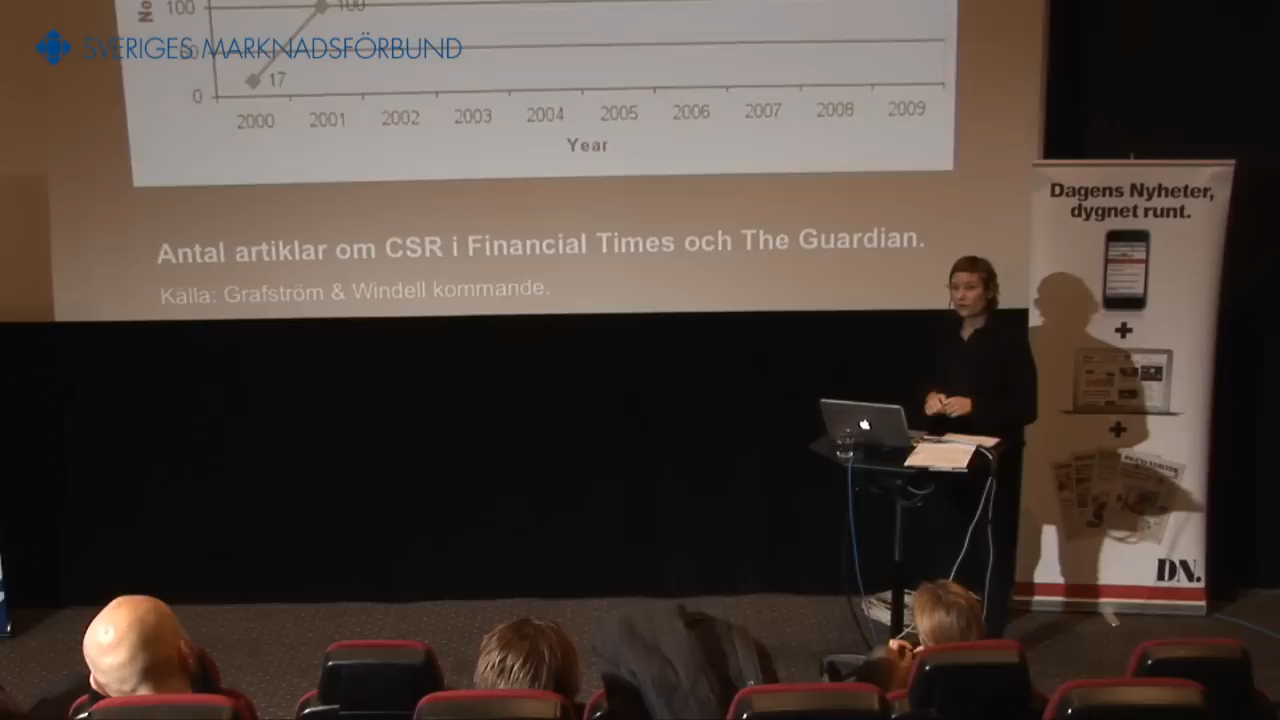 100
100
SVERIGES MARKNADSFÖRBUND
50
17
0
2000 2001 2002 2003 2004 2005 2006 2007 2008 2009
Year
Antal artiklar om CSR i Financial Times och The Guardian.
Källa: Grafström & Windell kommande.
Dagens Nyheter,
dygnet runt.
+
+
DN.